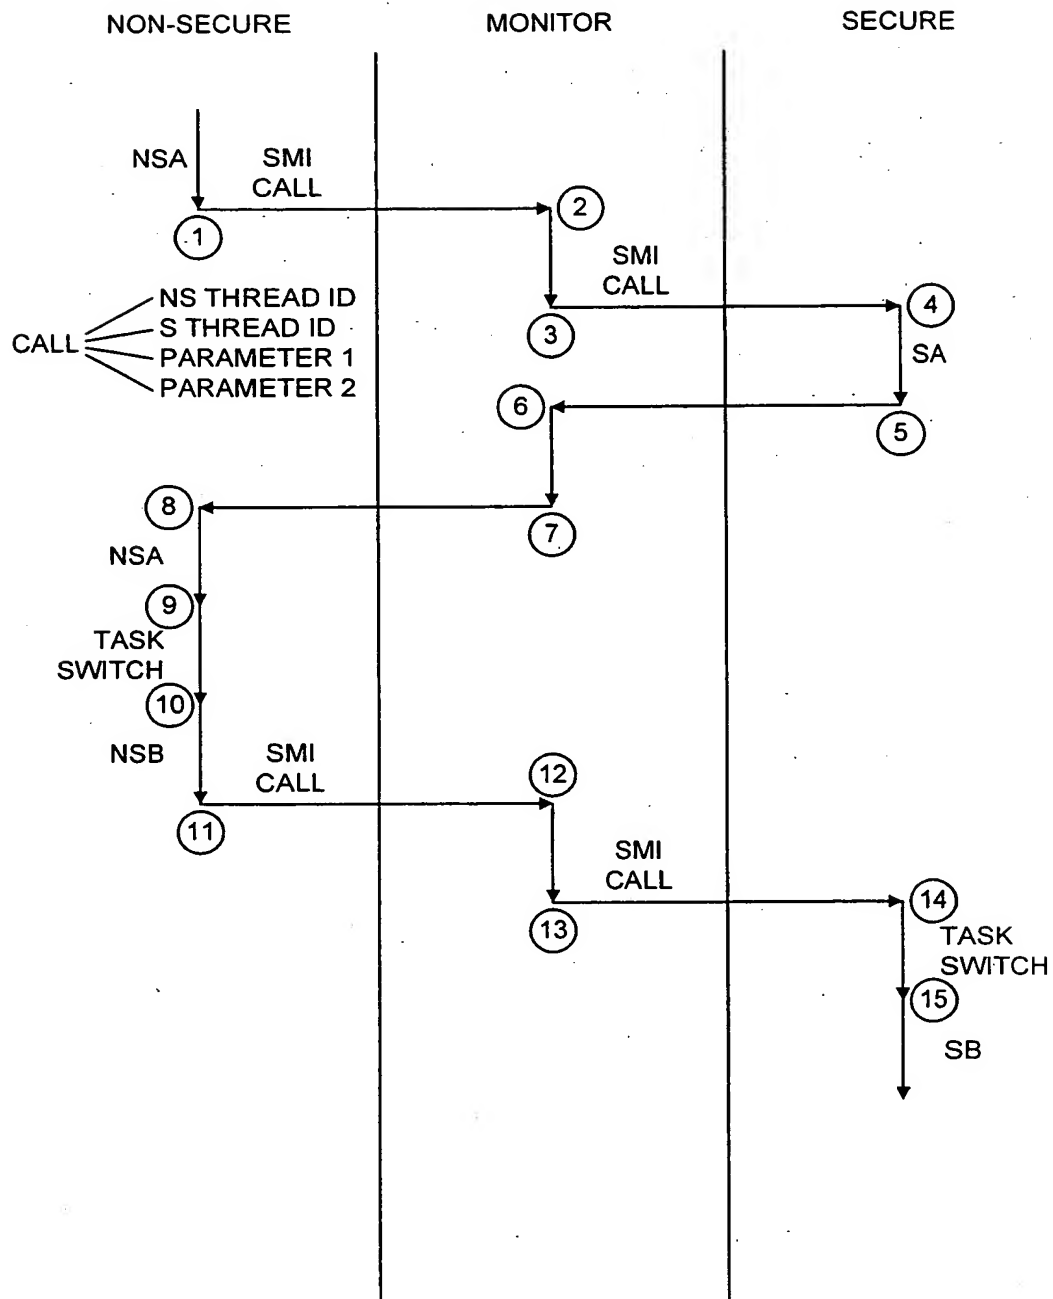 NON-SECURE
MONITOR
SECURE
NSA
SMI
CALL
1
2
SMI
CALL
3
4
SA
5
CALL
NS THREAD ID
S THREAD ID
PARAMETER 1
PARAMETER 2
6
7
8
NSA
9
TASK
SWITCH
10
NSB
SMI
CALL
11
12
SMI
CALL
13
14
TASK
SWITCH
15
SB